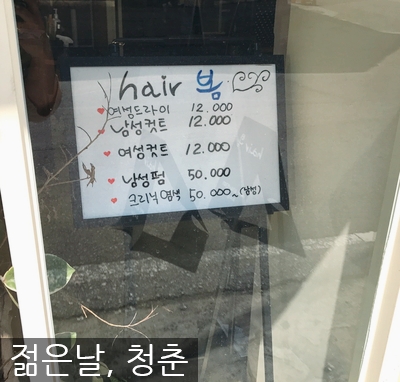 hair 봄
여성드라이 12.000
남성컷트 12.000
여성컷트 12.000
남성펌 50.000
크리닉염색 50.000~(남성)
젊은날, 청춘